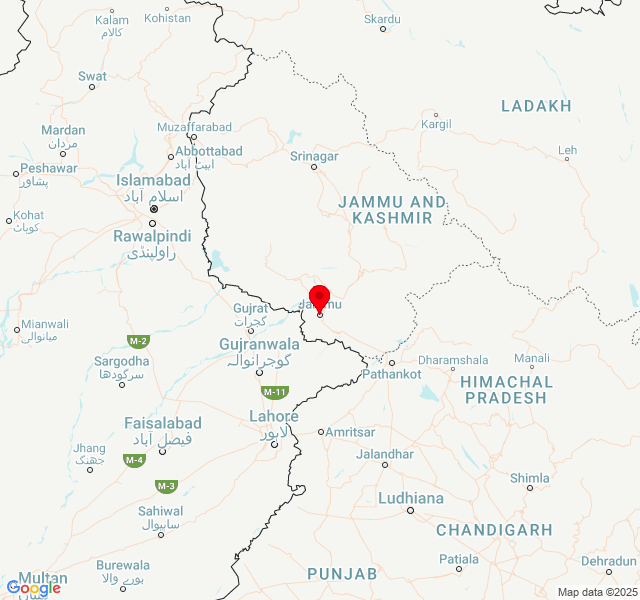 Kalam
كالام
Kohistan
Skardu
Swat
LADAKH
Kargil
Mardan
مردان
Muzaffarabad
Abbottabad
ایبٹ آباد
Srinagar
Leh
Peshawar
پشاور
Islamabad
اسلام آباد
JAMMU AND
KASHMIR
Kohat
کوہاٹ
Rawalpindi
راولپنڈی
Jammu
Gujrat
گجرات
Mianwali
ميانوالى
M-2
Gujranwala
گوجرانوالہ
Sargodha
سرگودھا
Pathankot
Dharamshala
Manali
HIMACHAL
PRADESH
M-11
Lahore
لاہور
Faisalabad
فیصل آباد
Amritsar
Jhang
جھنگ
M-4
Jalandhar
M-3
Shimla
Ludhiana
Sahiwal
ساہیوال
CHANDIGARH
Burewala
بورے والا
Patiala
Dehradun
Multan
PUNJAB
Google
Map data ©2025